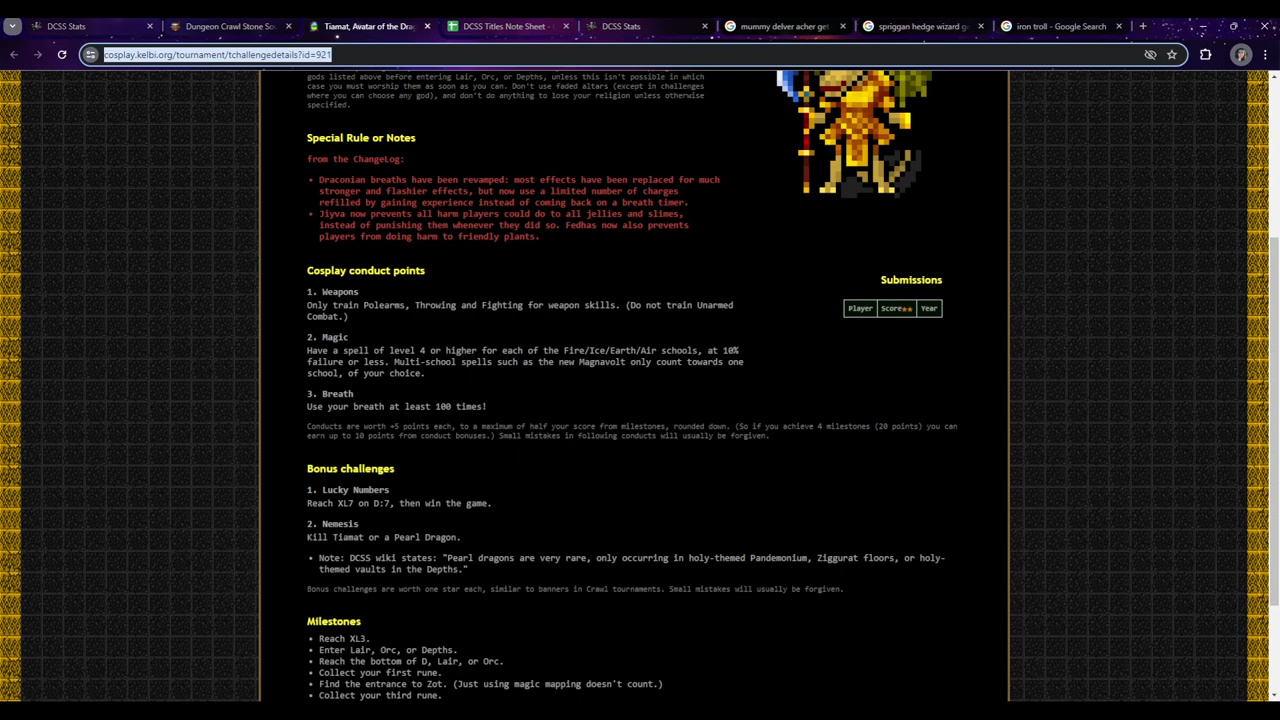 DCSS Stats
Dungeon Crawl Stone So
Tiamat, Avatar of the Dra
DCSS Titles Note Sheet -
DCSS Stats
mummy delver acher get
spriggan hedge wizard g
iron troll - Google Search
cosplay.kelbi.org/tournament/tchallengedetails?id=921
gods listed above before entering Lair, Orc, or Depths, unless this isn't possible in which
case you must worship them as soon as you can. Don't use faded altars (except in challenges
where you can choose any god), and don't do anything to lose your religion unless otherwise
specified.
Special Rule or Notes
from the ChangeLog:
• Draconian breaths have been revamped: most effects have been replaced for much
stronger and flashier effects, but now use a limited number of charges
refilled by gaining experience instead of coming back on a breath timer.
• Jiyva now prevents all harm players could do to all jellies and slimes,
instead of punishing them whenever they did so. Fedhas now also prevents
players from doing harm to friendly plants.
Cosplay conduct points
1. Weapons
Only train Polearms, Throwing and Fighting for weapon skills. (Do not train Unarmed
Combat.)
2. Magic
Have a spell of level 4 or higher for each of the Fire/Ice/Earth/Air schools, at 10%
failure or less. Multi-school spells such as the new Magnavolt only count towards one
school, of your choice.
3. Breath
Use your breath at least 100 times!
Conducts are worth +5 points each, to a maximum of half your score from milestones, rounded down. (So if you achieve 4 milestones (20 points) you can
earn up to 10 points from conduct bonuses.) Small mistakes in following conducts will usually be forgiven.
Submissions
Player Score★★ Year
Bonus challenges
1. Lucky Numbers
Reach XL7 on D:7, then win the game.
2. Nemesis
Kill Tiamat or a Pearl Dragon.
• Note: DCSS wiki states: "Pearl dragons are very rare, only occurring in holy-themed Pandemonium, Ziggurat floors, or holy-
themed vaults in the Depths."
Bonus challenges are worth one star each, similar to banners in Crawl tournaments. Small mistakes will usually be forgiven.
Milestones
• Reach XL3.
• Enter Lair, Orc, or Depths.
• Reach the bottom of D, Lair, or Orc.
• Collect your first rune.
• Find the entrance to Zot. (Just using magic mapping doesn't count.)
• Collect your third rune.